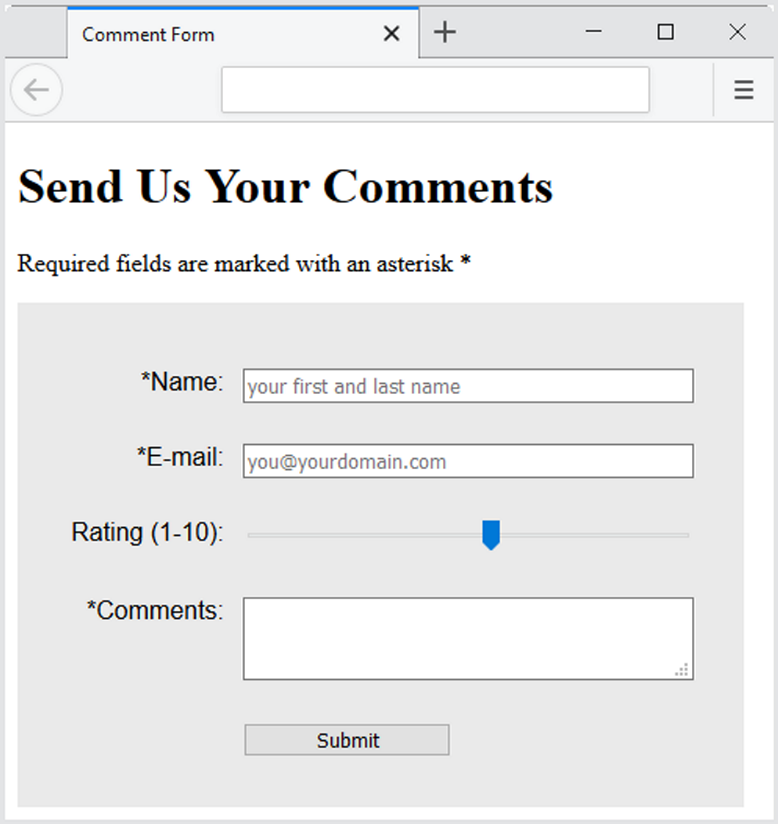 Comment Form
Send Us Your Comments
Required fields are marked with an asterisk *
*Name: your first and last name
*E-mail: you@yourdomain.com
Rating (1-10):
*Comments:
Submit